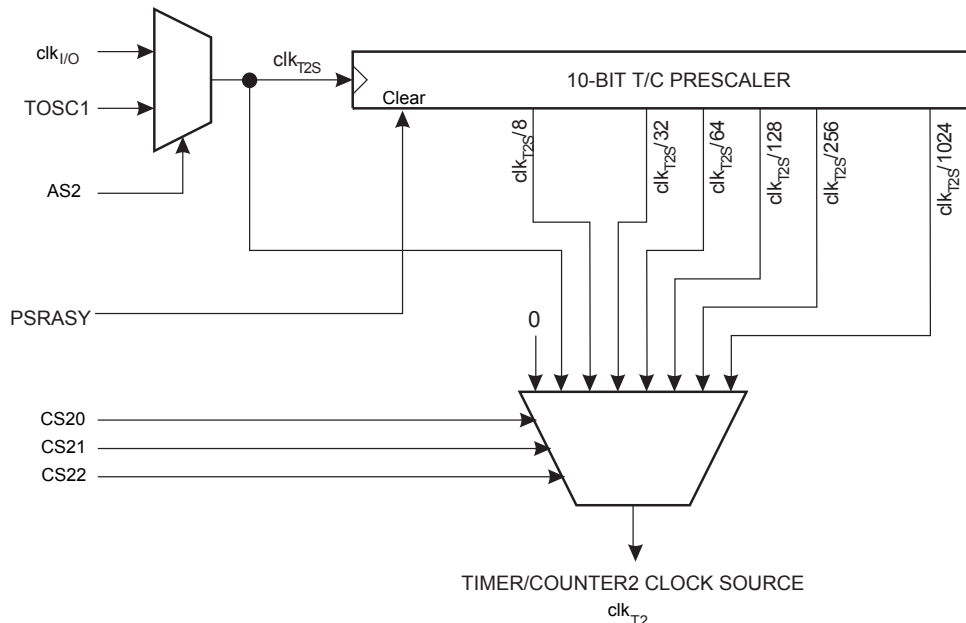 clkI/O
clkT2S
10-BIT T/C PRESCALER
TOSC1
Clear
clkT2S/8
clkT2S/32
clkT2S/64
clkT2S/128
clkT2S/256
clkT2S/1024
AS2
PSRASY
0
CS20
CS21
CS22
TIMER/COUNTER2 CLOCK SOURCE
clkT2